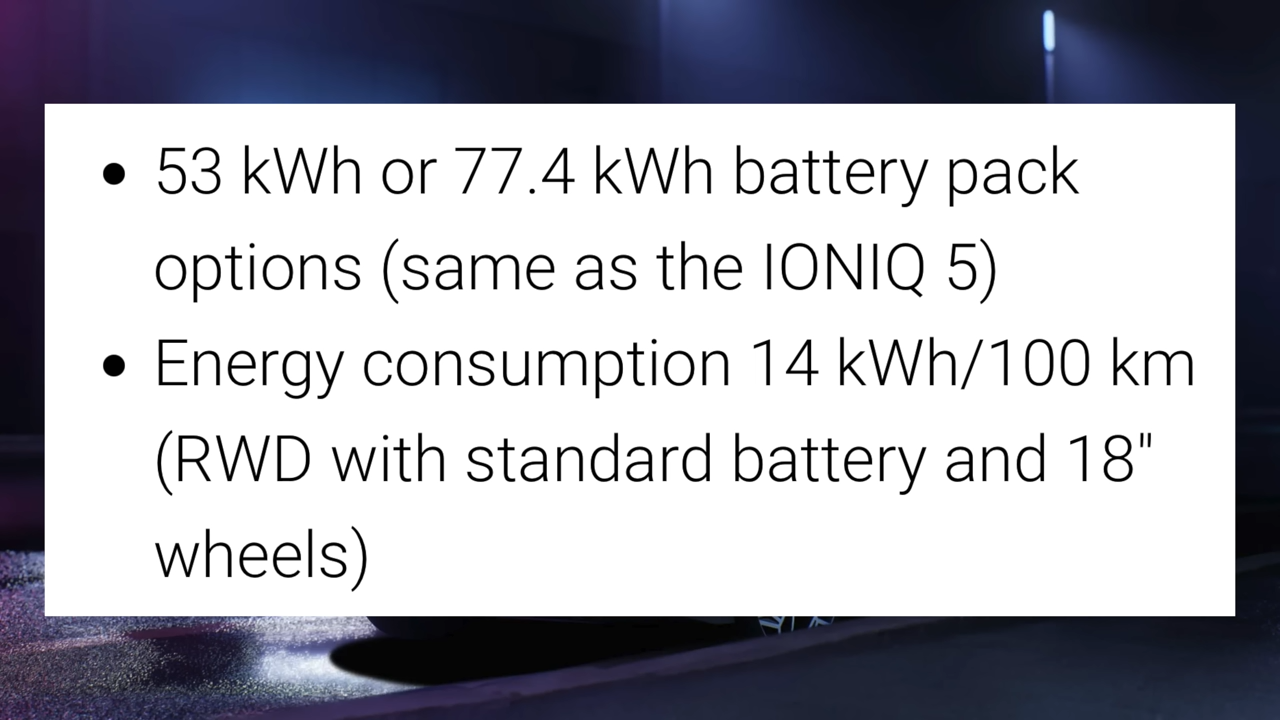 • 53 kWh or 77.4 kWh battery pack
options (same as the IONIQ 5)
• Energy consumption 14 kWh/100 km
(RWD with standard battery and 18"
wheels)